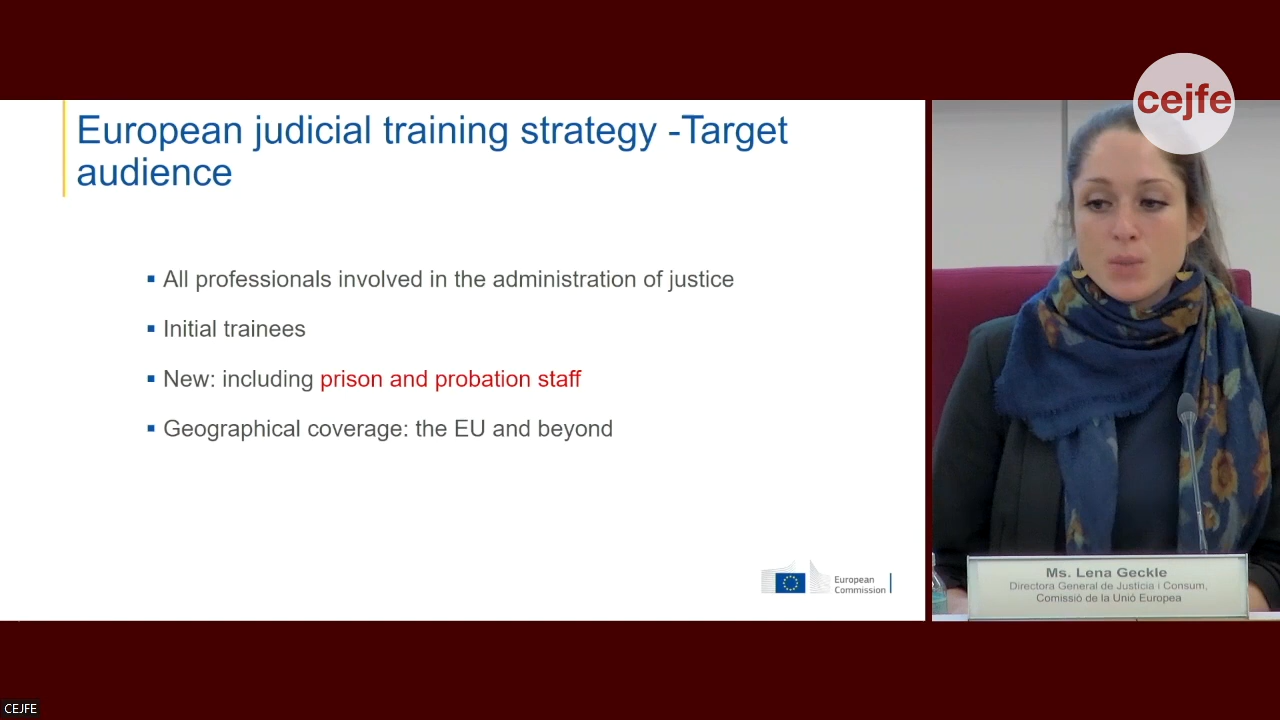 cejfe
European judicial training strategy -Target
audience
▪ All professionals involved in the administration of justice
▪ Initial trainees
▪ New: including prison and probation staff
▪ Geographical coverage: the EU and beyond
European
Commission
Ms. Lena Geckle
Directora General de Justícia i Consum,
Comissió de la Unió Europea
CEJFE